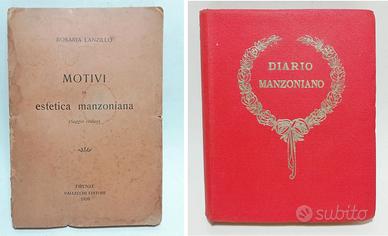 ROSARIA LANZILLO
MOTIVI
DI
estetica manzoniana
(Saggio critico)
FIRENZE
VALLECCHI EDITORE
DIARIO
MANZONIANO
subito